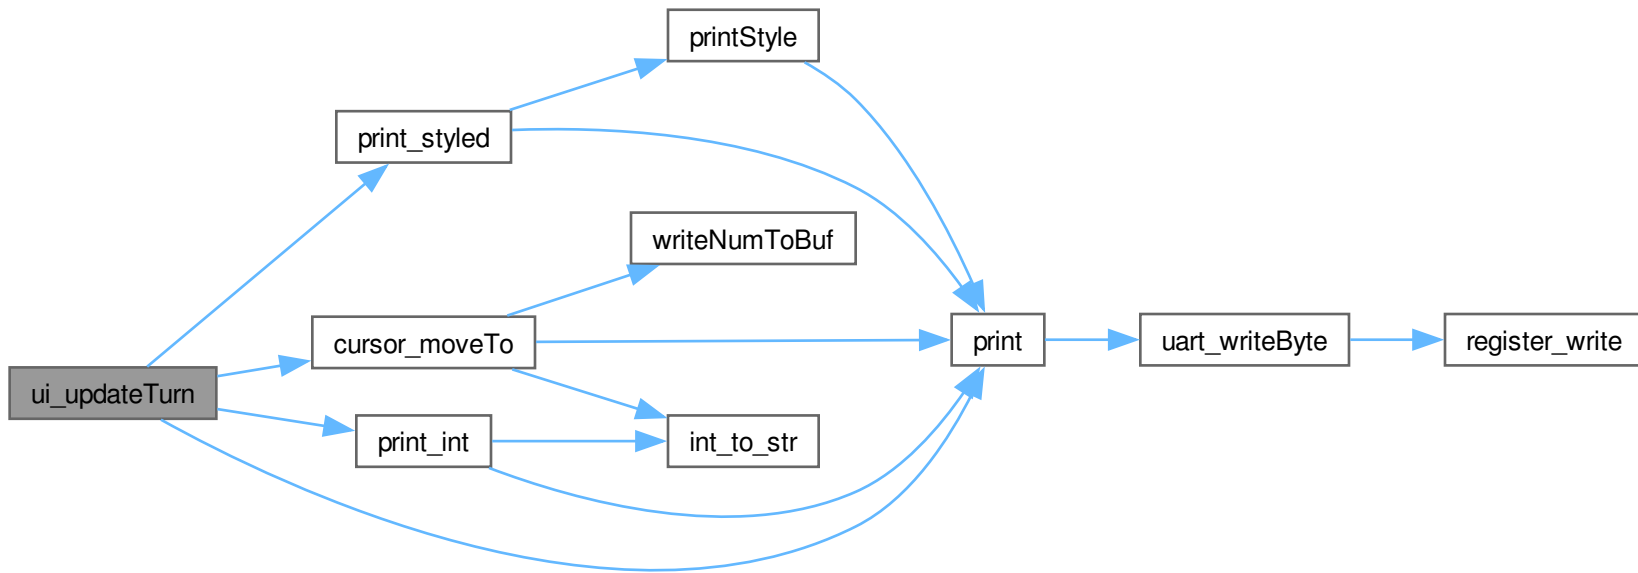 printStyle
print_styled
writeNumToBuf
cursor_moveTo
print
uart_writeByte
register_write
ui_updateTurn
print_int
int_to_str